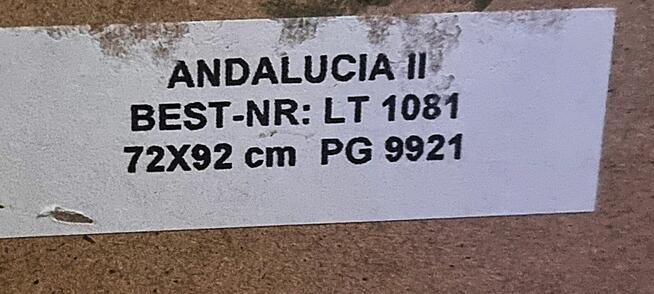 ANDALUCIA II
BEST-NR: LT 1081
72X92 cm PG 9921